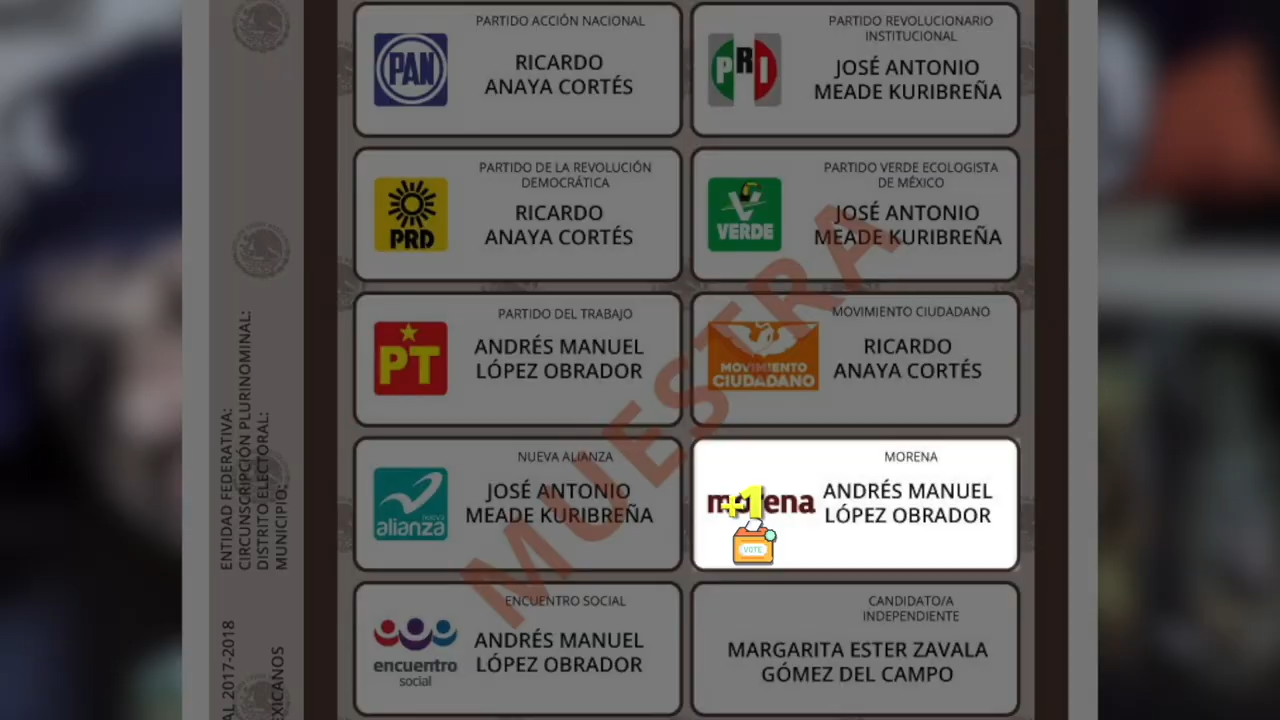 PARTIDO ACCIÓN NACIONAL
PAN
RICARDO
ANAYA CORTÉS
PARTIDO REVOLUCIONARIO
INSTITUCIONAL
PRI
JOSÉ ANTONIO
MEADE KURIBREÑA
PARTIDO DE LA REVOLUCIÓN
DEMOCRÁTICA
PRD
RICARDO
ANAYA CORTÉS
PARTIDO VERDE ECOLOGISTA
DE MÉXICO
VERDE
JOSÉ ANTONIO
MEADE KURIBREÑA
PARTIDO DEL TRABAJO
PT
ANDRÉS MANUEL
LÓPEZ OBRADOR
MOVIMIENTO CIUDADANO
MOVIMIENTO
CIUDADANO
RICARDO
ANAYA CORTÉS
NUEVA ALIANZA
nueva
alianza
JOSÉ ANTONIO
MEADE KURIBREÑA
MORENA
morena
+1
VOTE
ANDRÉS MANUEL
LÓPEZ OBRADOR
ENCUENTRO SOCIAL
encuentro
social
ANDRÉS MANUEL
LÓPEZ OBRADOR
CANDIDATO/A
INDEPENDIENTE
MARGARITA ESTER ZAVALA
GÓMEZ DEL CAMPO
MUESTRA
ENTIDAD FEDERATIVA:
CIRCUNSCRIPCIÓN PLURINOMINAL:
DISTRITO ELECTORAL:
MUNICIPIO:
AL 2017-2018
EXICANOS